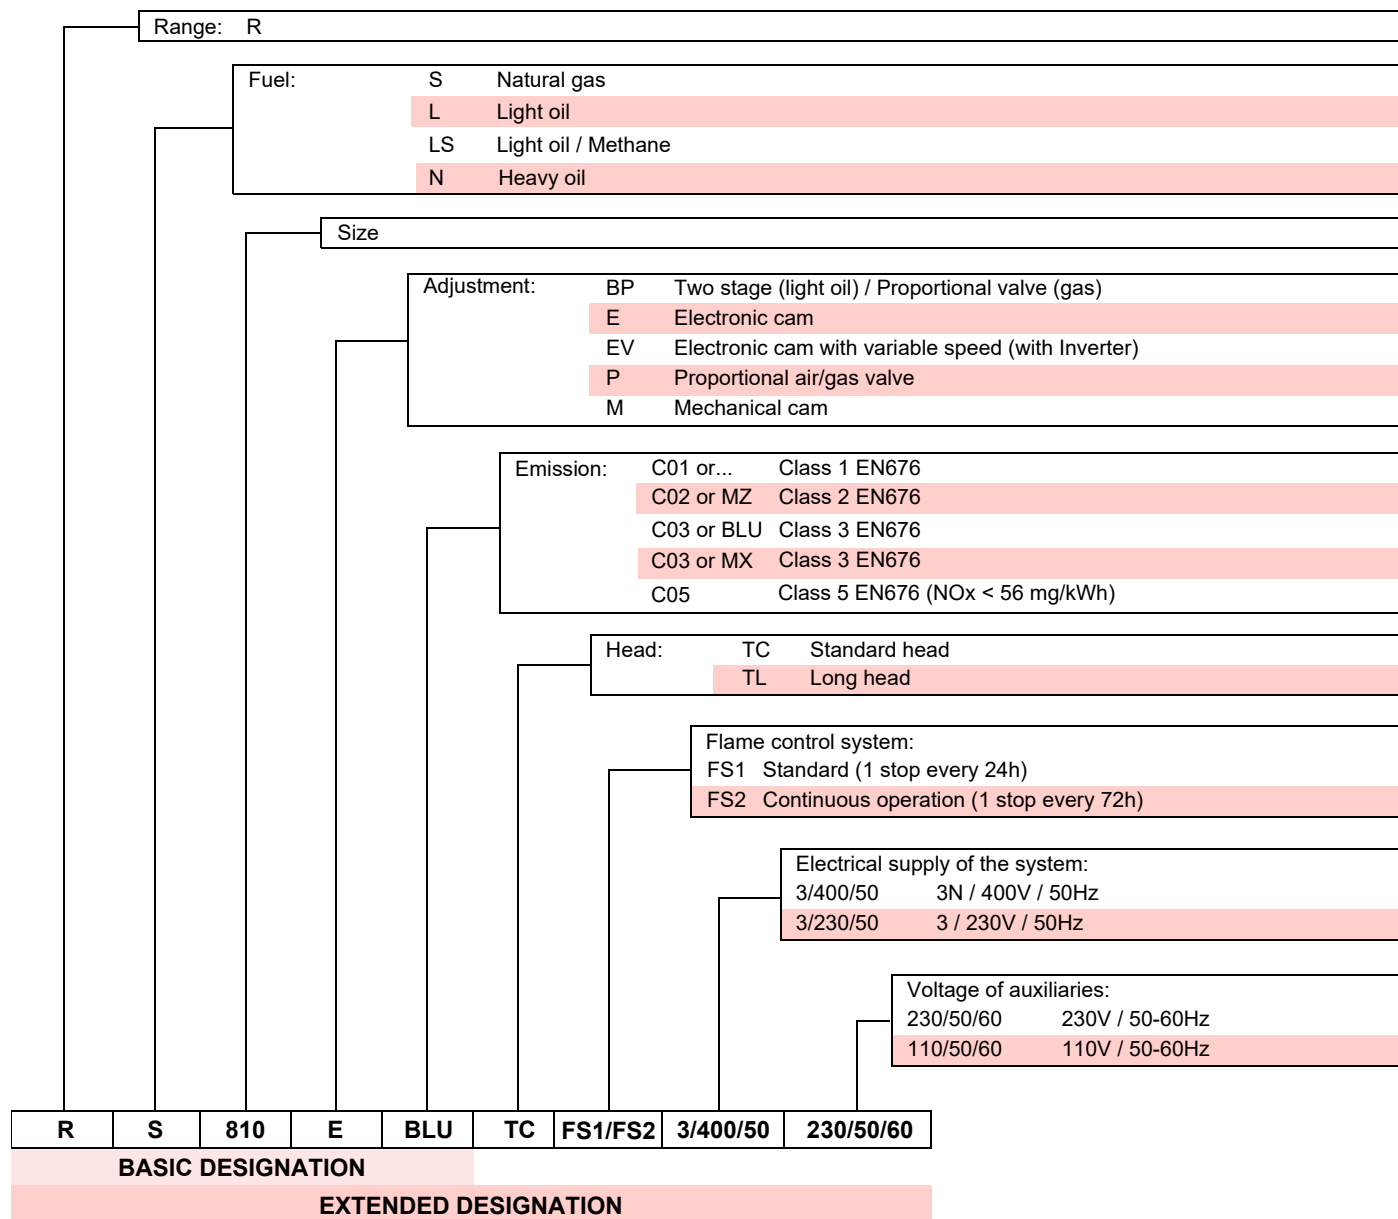 Range: R
Fuel: S Natural gas
L Light oil
LS Light oil / Methane
N Heavy oil
Size
Adjustment: BP Two stage (light oil) / Proportional valve (gas)
E Electronic cam
EV Electronic cam with variable speed (with Inverter)
P Proportional air/gas valve
M Mechanical cam
Emission: C01 or... Class 1 EN676
C02 or MZ Class 2 EN676
C03 or BLU Class 3 EN676
C03 or MX Class 3 EN676
C05 Class 5 EN676 (NOx < 56 mg/kWh)
Head: TC Standard head
TL Long head
Flame control system:
FS1 Standard (1 stop every 24h)
FS2 Continuous operation (1 stop every 72h)
Electrical supply of the system:
3/400/50 3N / 400V / 50Hz
3/230/50 3 / 230V / 50Hz
Voltage of auxiliaries:
230/50/60 230V / 50-60Hz
110/50/60 110V / 50-60Hz
R S 810 E BLU TC FS1/FS2 3/400/50 230/50/60
BASIC DESIGNATION
EXTENDED DESIGNATION